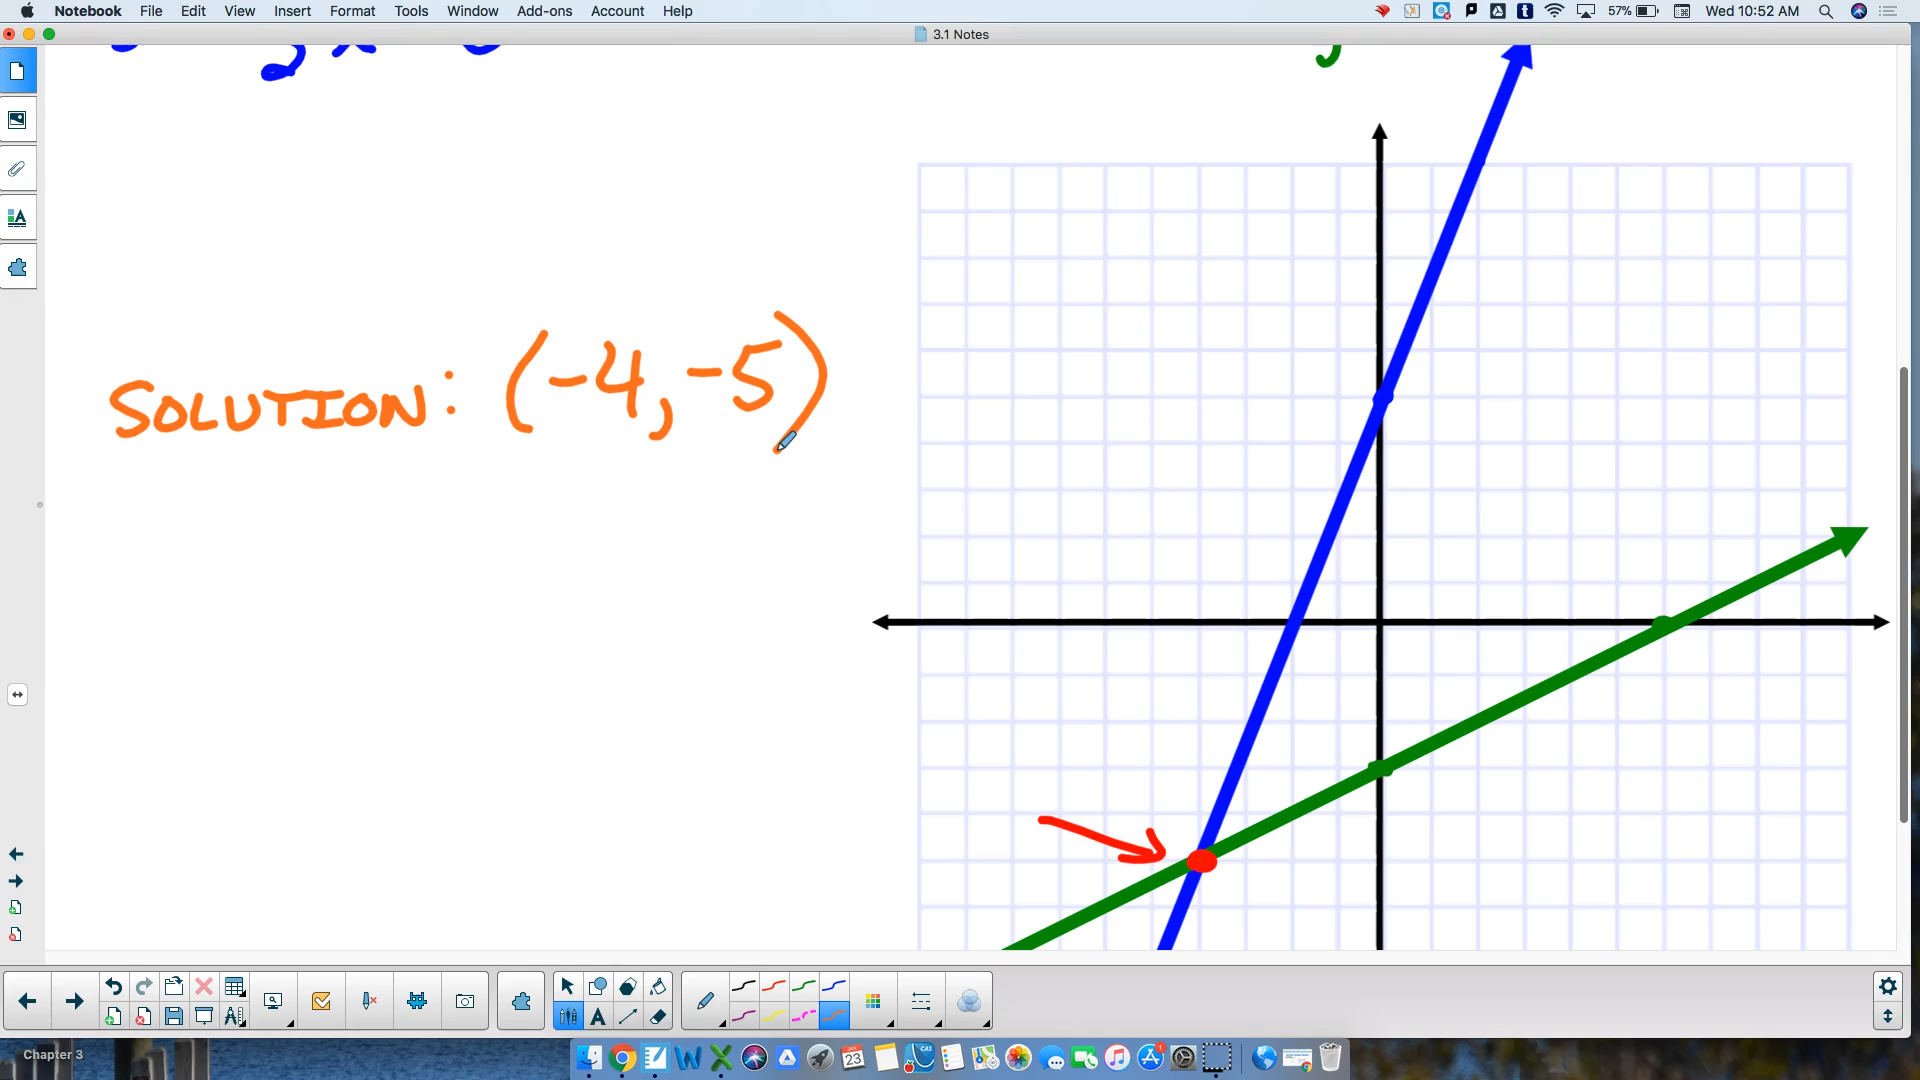 Notebook File Edit View Insert Format Tools Window Add-ons Account Help 57% Wed 10:52 AM
3.1 Notes
SOLUTION: (-4, -5)
Chapter 3